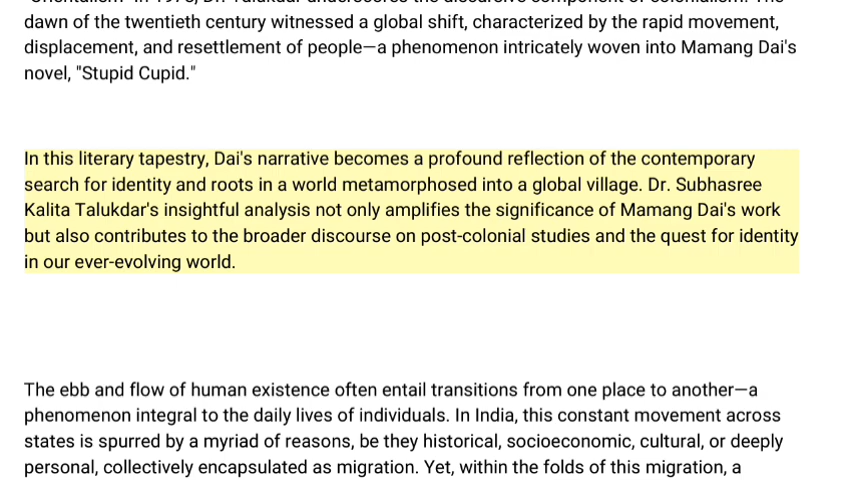 dawn of the twentieth century witnessed a global shift, characterized by the rapid movement,
displacement, and resettlement of people—a phenomenon intricately woven into Mamang Dai's
novel, "Stupid Cupid."
In this literary tapestry, Dai's narrative becomes a profound reflection of the contemporary
search for identity and roots in a world metamorphosed into a global village. Dr. Subhasree
Kalita Talukdar's insightful analysis not only amplifies the significance of Mamang Dai's work
but also contributes to the broader discourse on post-colonial studies and the quest for identity
in our ever-evolving world.
The ebb and flow of human existence often entail transitions from one place to another—a
phenomenon integral to the daily lives of individuals. In India, this constant movement across
states is spurred by a myriad of reasons, be they historical, socioeconomic, cultural, or deeply
personal, collectively encapsulated as migration. Yet, within the folds of this migration, a